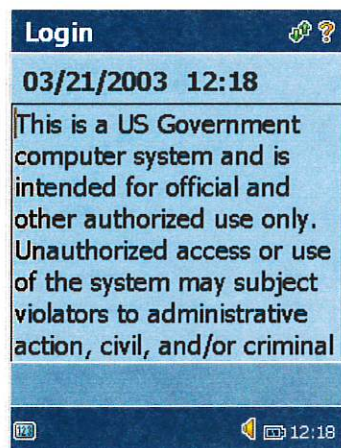 Login
?
03/21/2003 12:18
This is a US Government
computer system and is
intended for official and
other authorized use only.
Unauthorized access or use
of the system may subject
violators to administrative
action, civil, and/or criminal
123
12:18